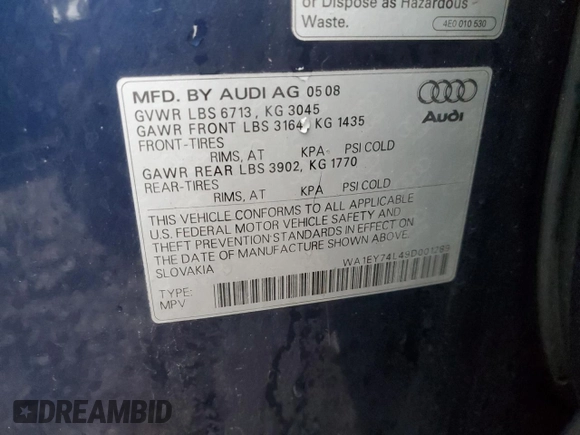 or Dispose as Hazardous
Waste.
4E0 010 530
MFD. BY AUDI AG 05 08
GVWR LBS 6713, KG 3045
GAWR FRONT LBS 3164, KG 1435
FRONT-TIRES
RIMS, AT KPA PSI COLD
GAWR REAR LBS 3902, KG 1770
REAR-TIRES
RIMS, AT KPA PSI COLD
Audi
THIS VEHICLE CONFORMS TO ALL APPLICABLE
U.S. FEDERAL MOTOR VEHICLE SAFETY AND
THEFT PREVENTION STANDARDS IN EFFECT ON
THE DATE OF MANUFACTURE SHOWN ABOVE.
SLOVAKIA
WA1EY74L49D001289
TYPE:
MPV
DREAMBID